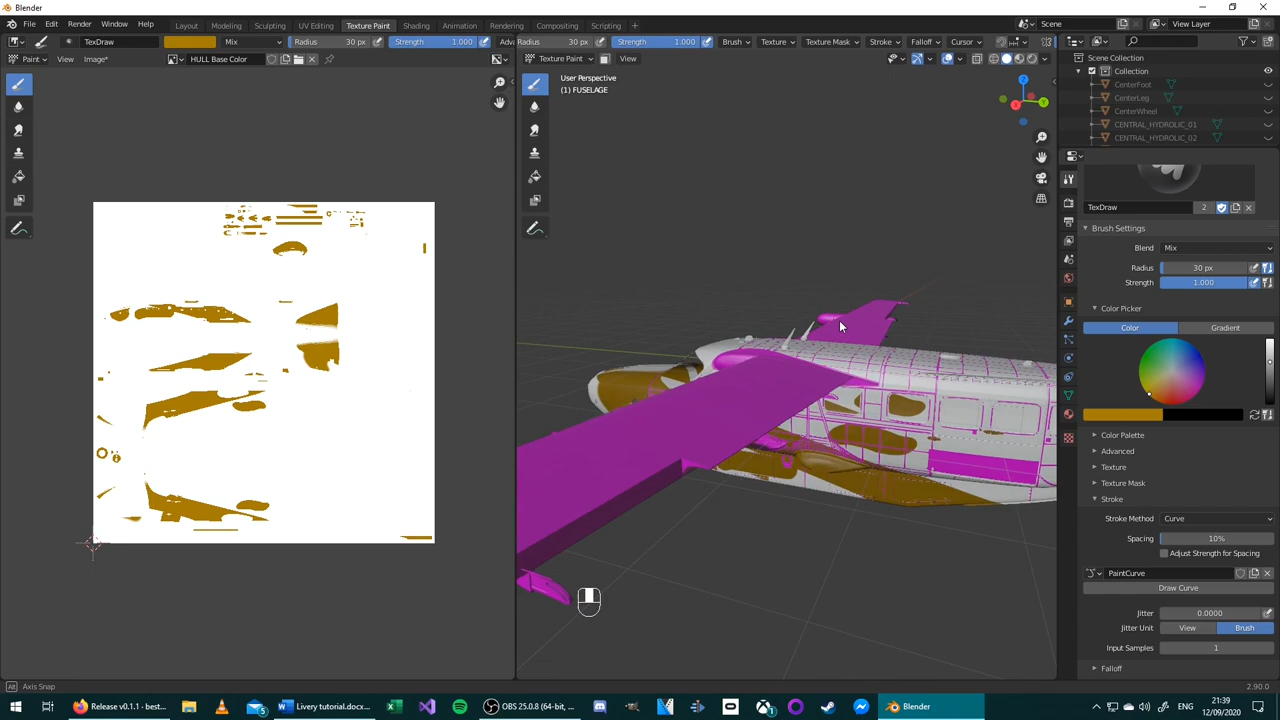 Blender
File Edit Render Window Help Layout Modeling Sculpting UV Editing Texture Paint Shading Animation Rendering Compositing Scripting + Scene View Layer
TexDraw Mix Radius 30 px Strength 1.000 Adva Radius 30 px Strength 1.000 Brush Texture Texture Mask Stroke Falloff Cursor
Paint View Image* HULL Base Color Texture Paint View
Scene Collection
Collection
CenterFoot
CenterLeg
CenterWheel
CENTRAL_HYDROLIC_01
CENTRAL_HYDROLIC_02
User Perspective
(1) FUSELAGE
Z
Y
X
TexDraw 2
Brush Settings
Blend Mix
Radius 30 px
Strength 1.000
Color Picker
Color Gradient
Color Palette
Advanced
Texture
Texture Mask
Stroke
Stroke Method Curve
Spacing 10%
Adjust Strength for Spacing
PaintCurve
Draw Curve
Jitter 0.0000
Jitter Unit View Brush
Input Samples 1
Falloff
Alt Axis Snap 2.90.0
Release v0.1.1 · best... 5 Livery tutorial.docx... OBS 25.0.8 (64-bit, ... 1 Blender ENG 21:39
12/09/2020